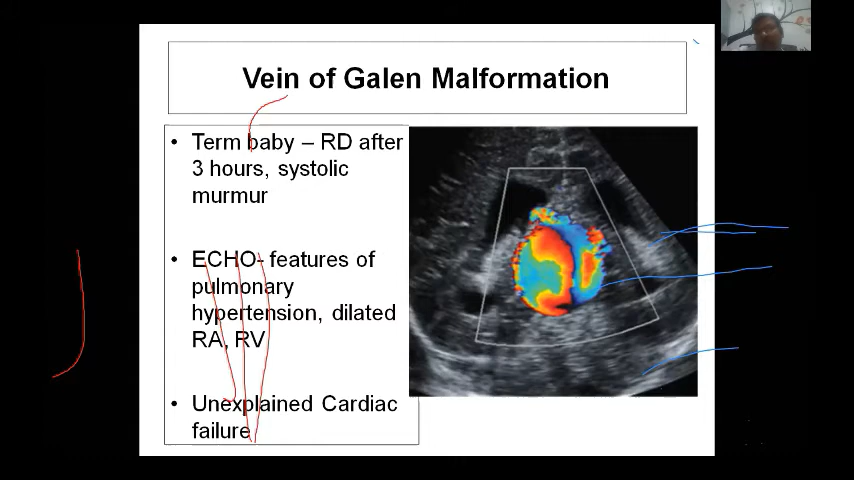 Vein of Galen Malformation
• Term baby – RD after
3 hours, systolic
murmur
• ECHO- features of
pulmonary
hypertension, dilated
RA, RV
• Unexplained Cardiac
failure